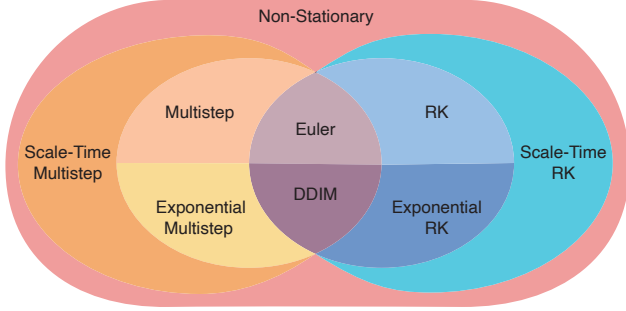 Non-Stationary
Multistep
Euler
RK
Scale-Time
Multistep
Scale-Time
RK
DDIM
Exponential
Multistep
Exponential
RK